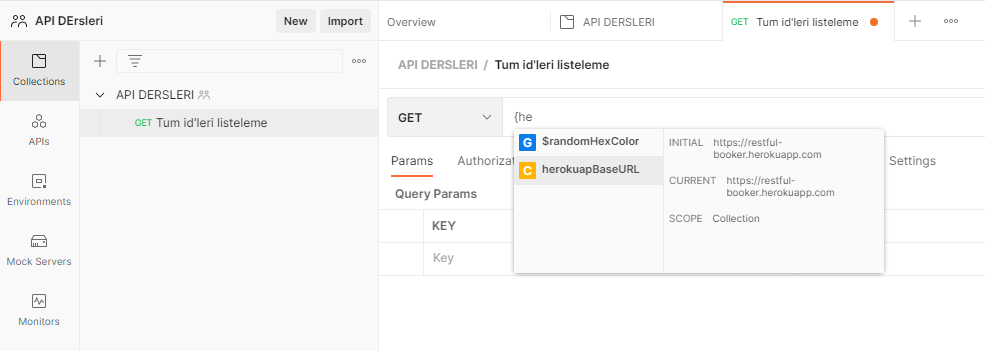 API DErsleri
New
Import
Overview
API DERSLERI
GET Tum id'leri listeleme
Collections
APIs
Environments
Mock Servers
Monitors
API DERSLERI
GET Tum id'leri listeleme
API DERSLERI / Tum id'leri listeleme
GET
{he
G $randomHexColor
C herokuapBaseURL
INITIAL https://restful-
booker.herokuapp.com
CURRENT https://restful-
booker.herokuapp.com
SCOPE Collection
Params
Authorizat
Settings
Query Params
KEY
Key